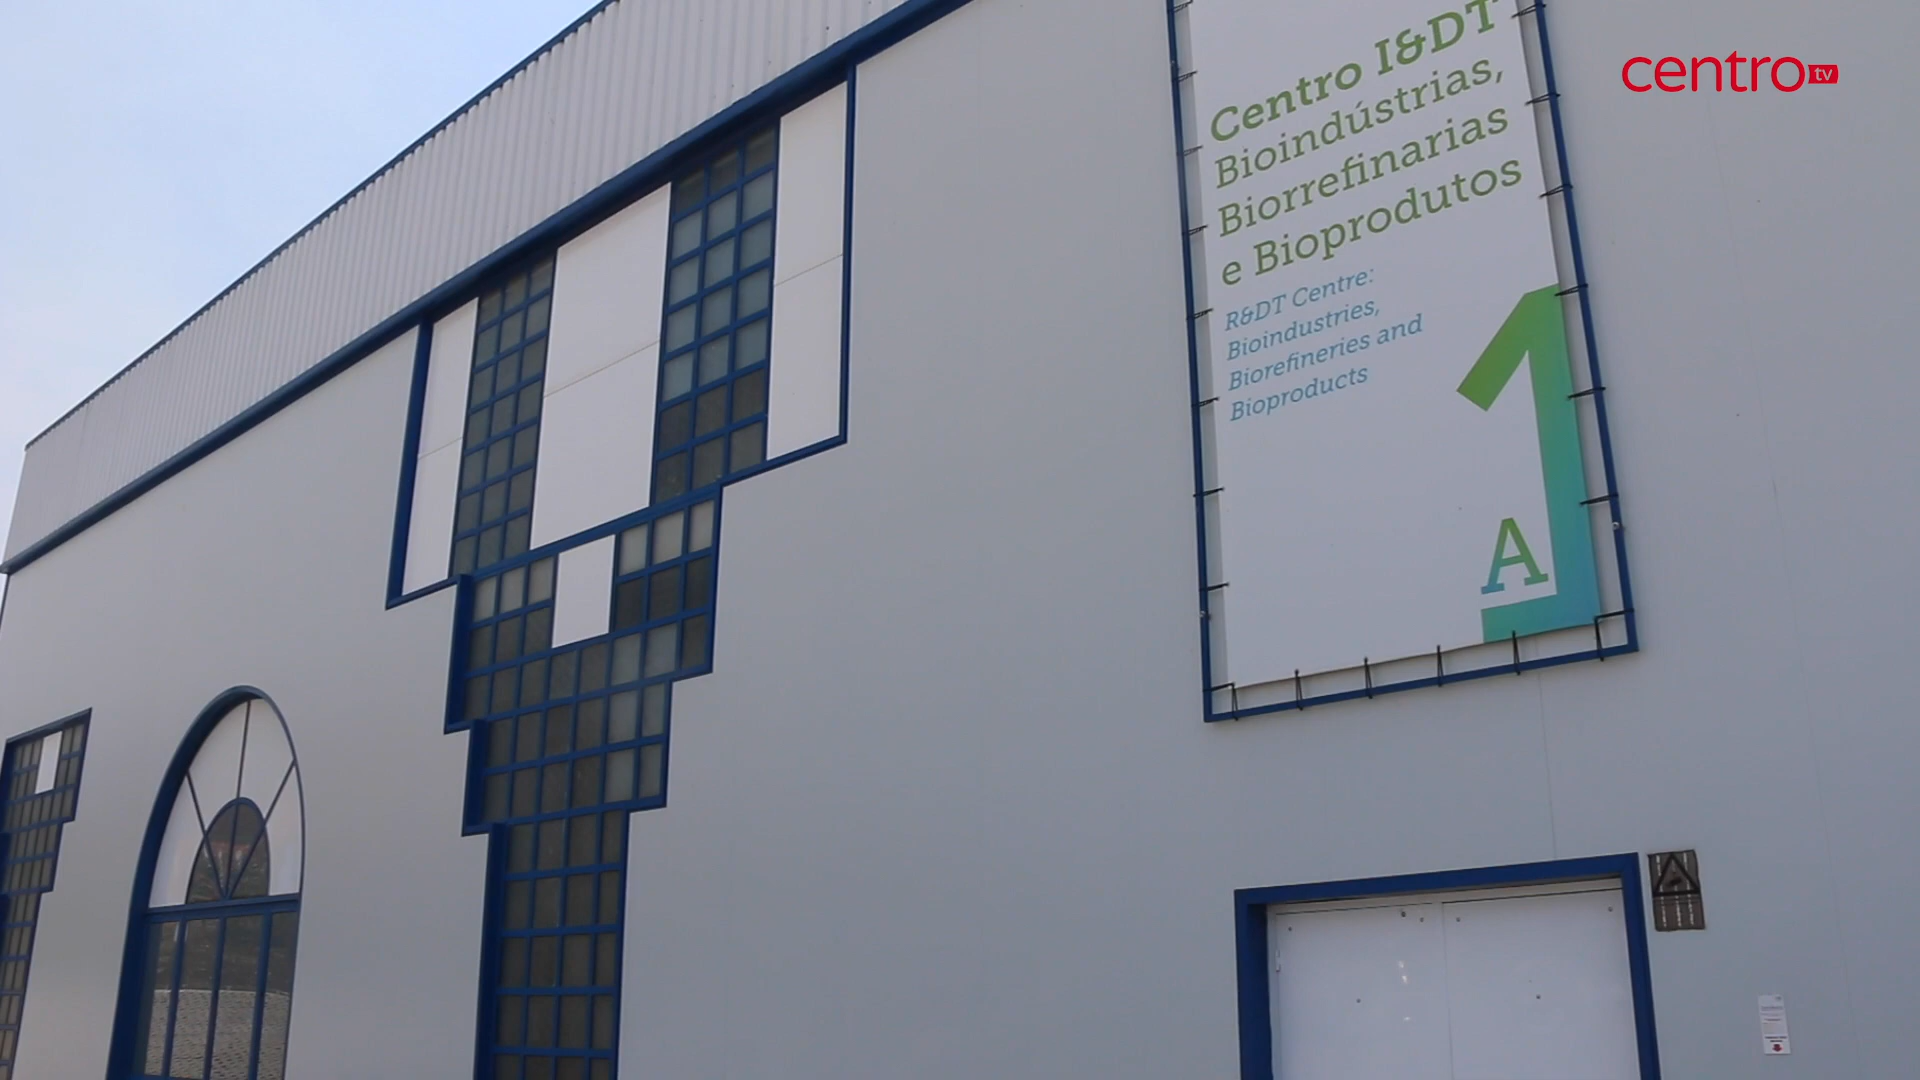 centro tv
Centro I&DT
Bioindústrias,
Biorrefinarias
e Bioprodutos
R&DT Centre:
Bioindustries,
Biorefineries and
Bioproducts
A
1